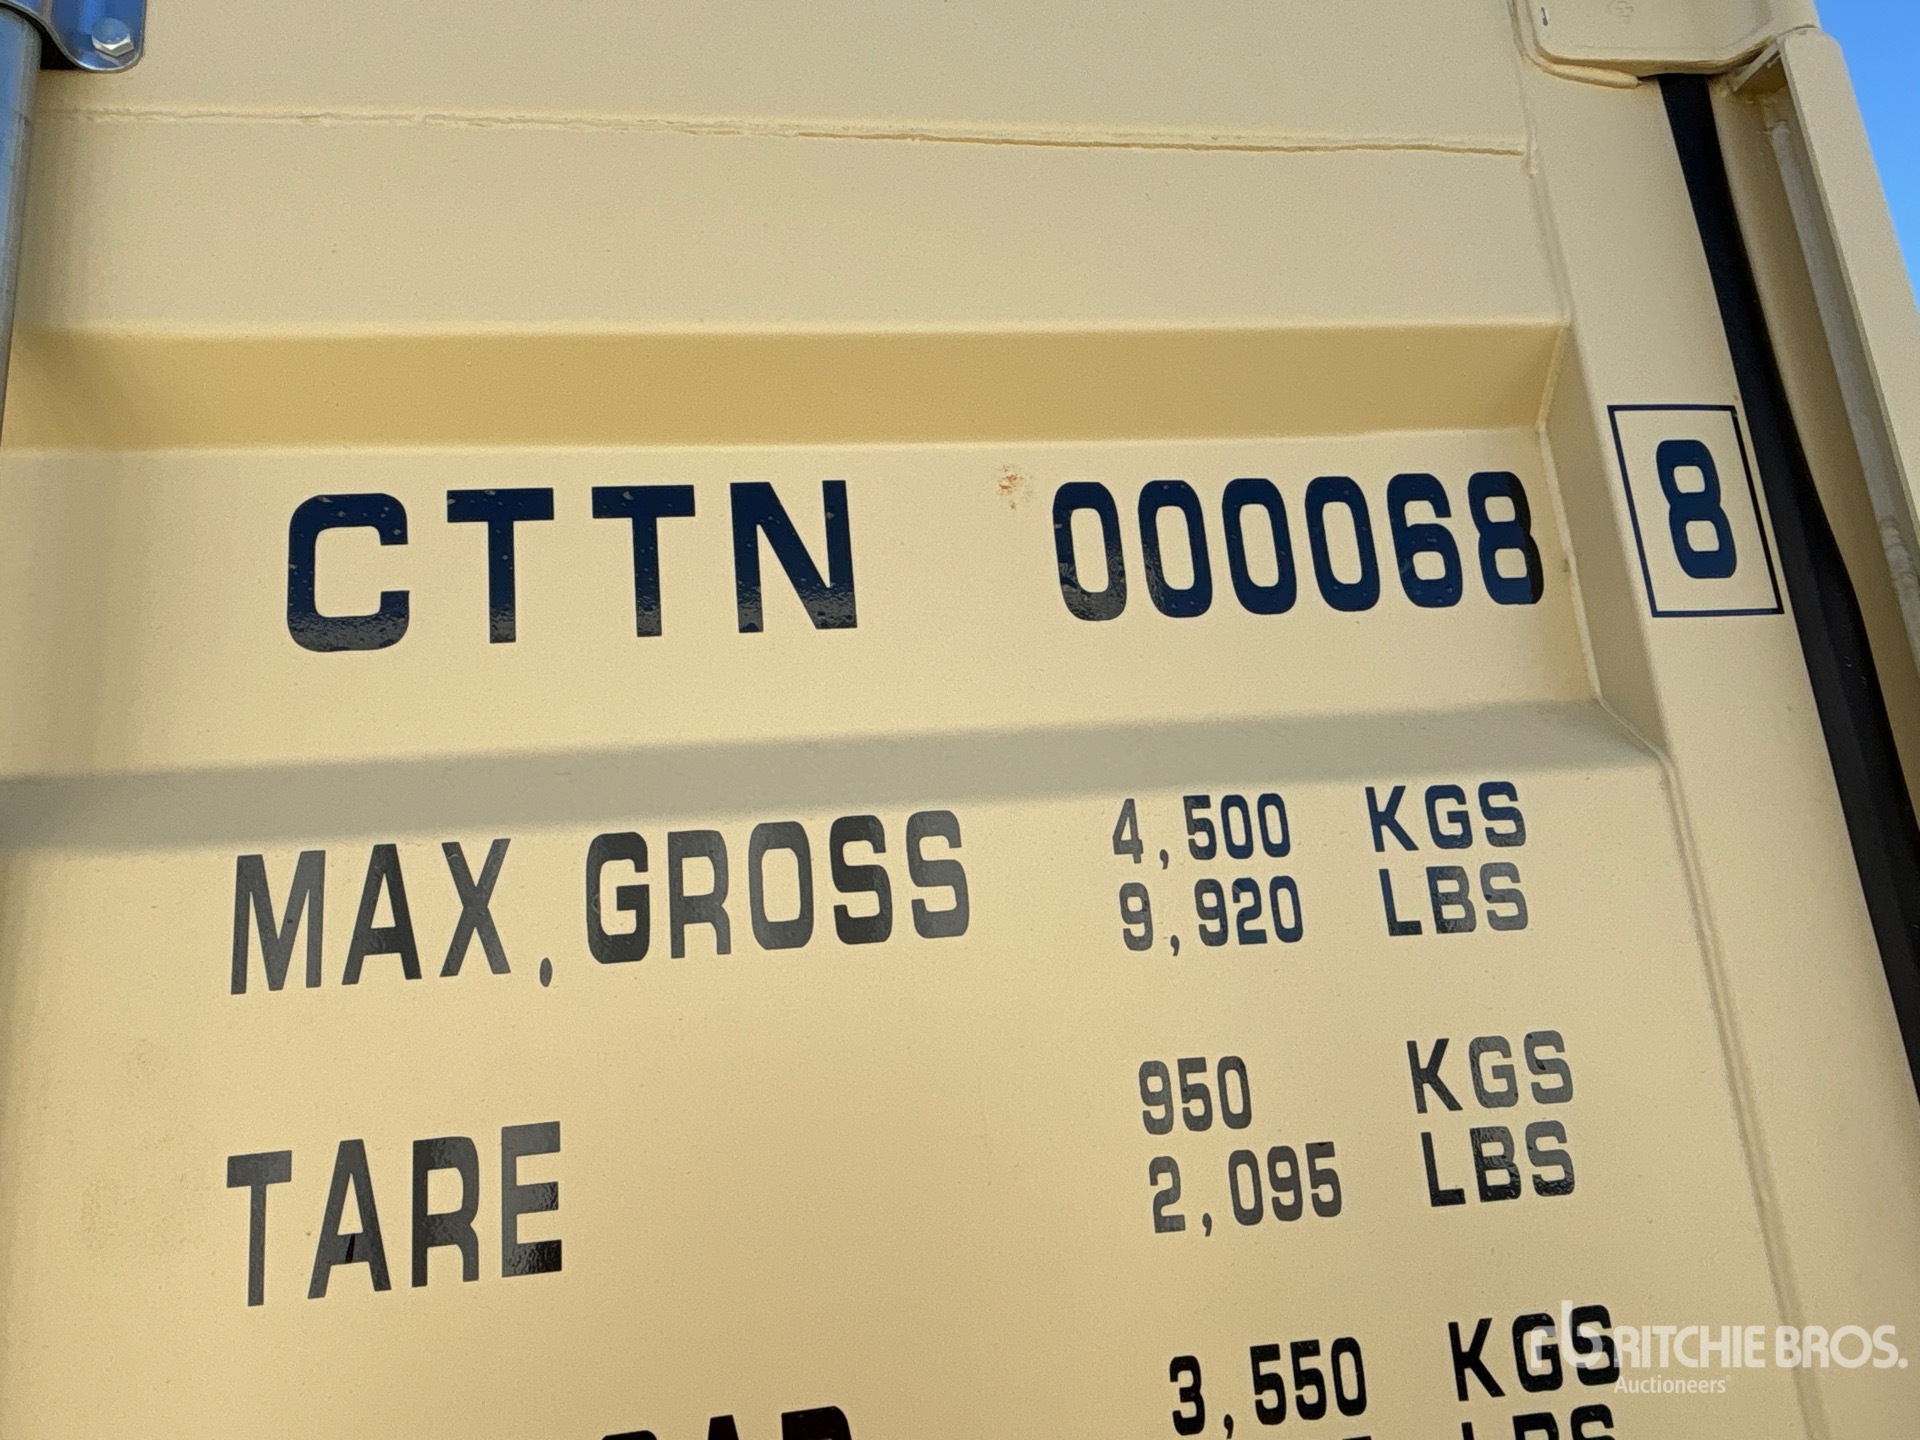 CTTN 000068 8
MAX.GROSS 4,500 KGS
9,920 LBS
TARE 950 KGS
2,095 LBS
3,550 KGS
LBS
RITCHIE BROS.
Auctioneers